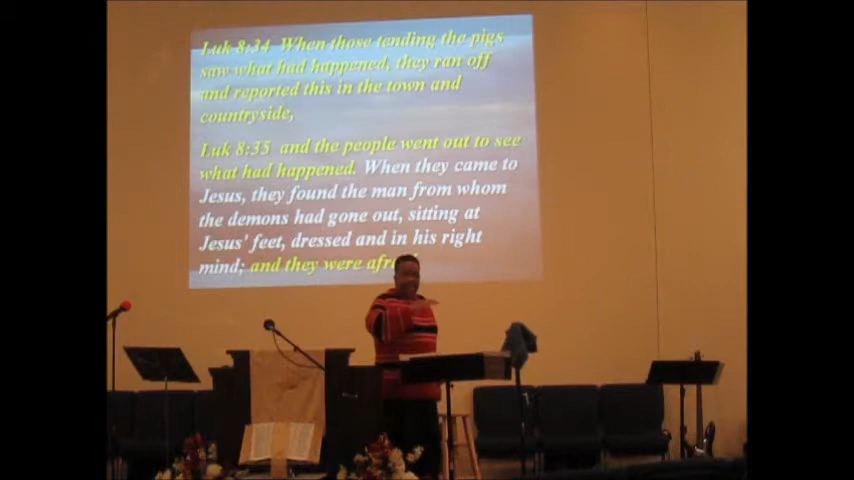 Luk 8:34 When those tending the pigs
saw what had happened, they ran off
and reported this in the town and
countryside,
Luk 8:35 and the people went out to see
what had happened. When they came to
Jesus, they found the man from whom
the demons had gone out, sitting at
Jesus' feet, dressed and in his right
mind; and they were